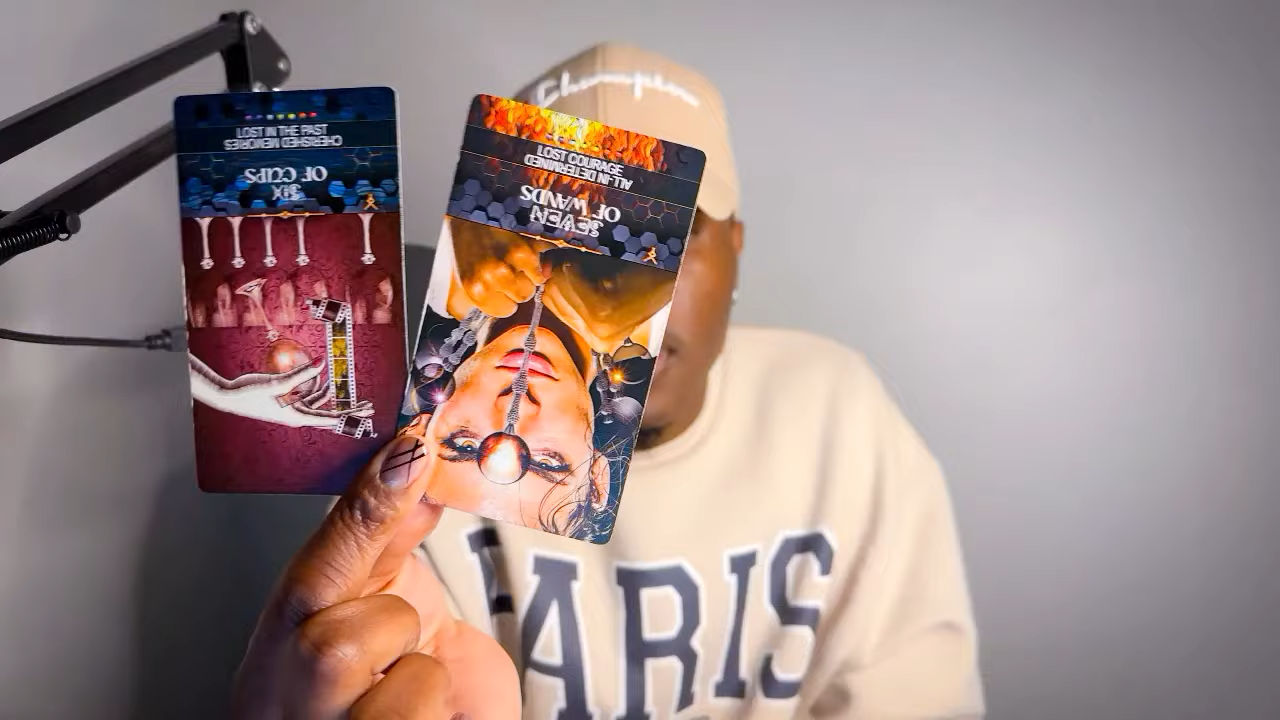 Champion
SIX
OF CUPS
CHERISHED MEMORIES
LOST IN THE PAST
SEVEN
OF WANDS
ALL-IN DETERMINED
LOST COURAGE
PARIS